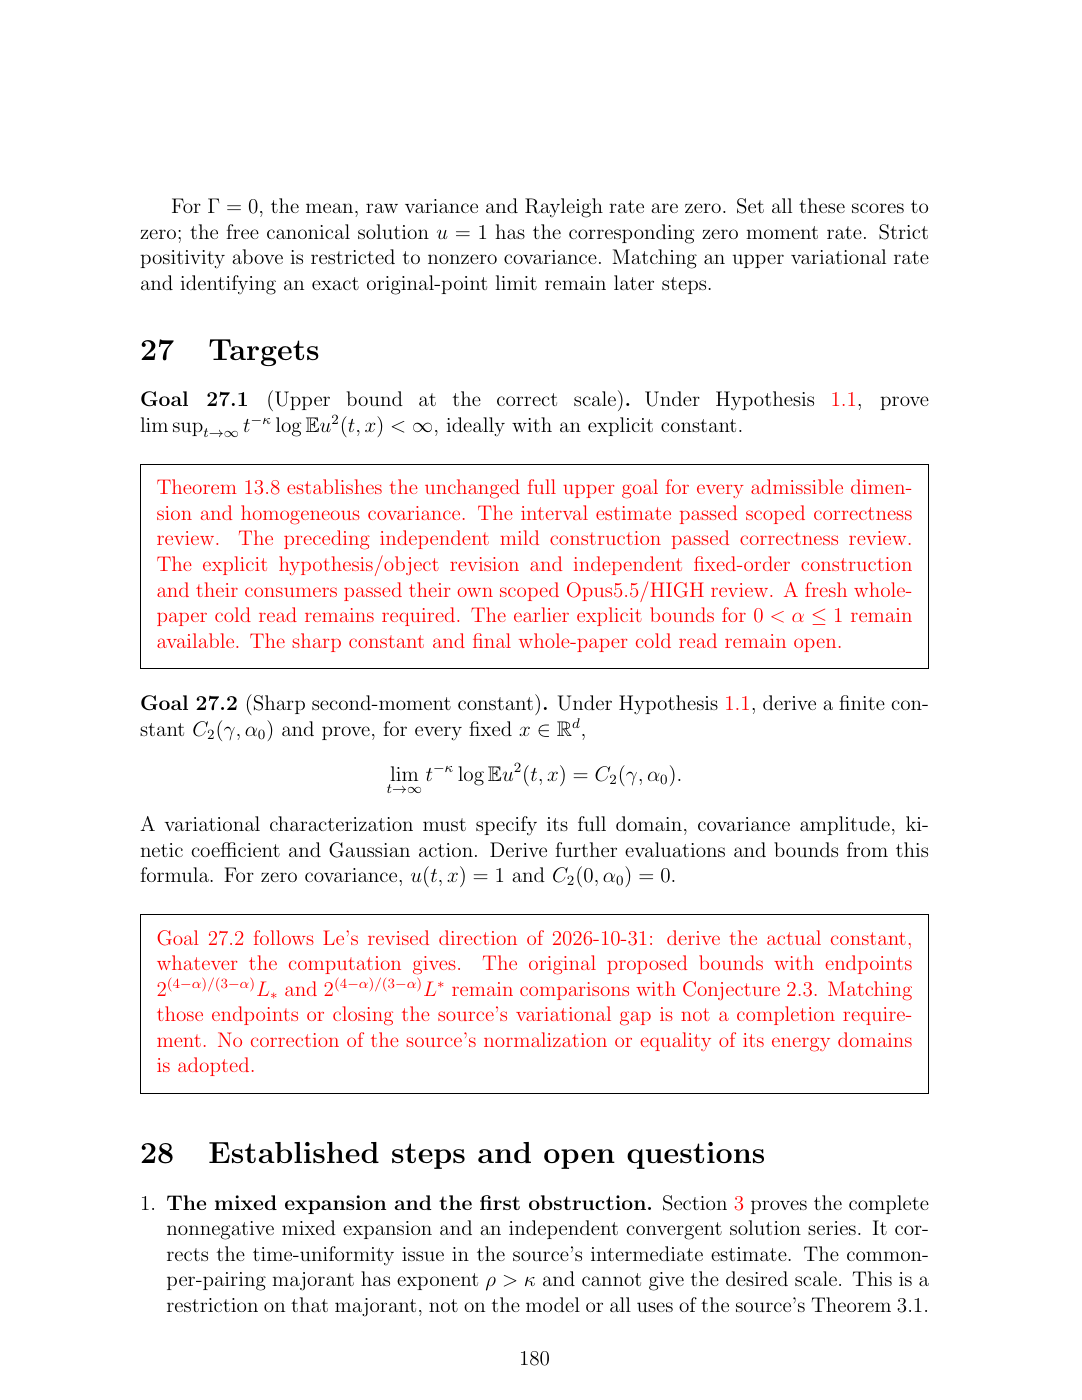 For Γ = 0, the mean, raw variance and Rayleigh rate are zero. Set all these scores to
zero; the free canonical solution u = 1 has the corresponding zero moment rate. Strict
positivity above is restricted to nonzero covariance. Matching an upper variational rate
and identifying an exact original-point limit remain later steps.
27 Targets
Goal 27.1 (Upper bound at the correct scale). Under Hypothesis 1.1, prove
lim sup_{t→∞} t^{−κ} log 𝔼u²(t, x) < ∞, ideally with an explicit constant.
Theorem 13.8 establishes the unchanged full upper goal for every admissible dimen-
sion and homogeneous covariance. The interval estimate passed scoped correctness
review. The preceding independent mild construction passed correctness review.
The explicit hypothesis/object revision and independent fixed-order construction
and their consumers passed their own scoped Opus5.5/HIGH review. A fresh whole-
paper cold read remains required. The earlier explicit bounds for 0 < α ≤ 1 remain
available. The sharp constant and final whole-paper cold read remain open.
Goal 27.2 (Sharp second-moment constant). Under Hypothesis 1.1, derive a finite con-
stant C₂(γ, α₀) and prove, for every fixed x ∈ ℝ^d,
lim_{t→∞} t^{−κ} log 𝔼u²(t, x) = C₂(γ, α₀).
A variational characterization must specify its full domain, covariance amplitude, ki-
netic coefficient and Gaussian action. Derive further evaluations and bounds from this
formula. For zero covariance, u(t, x) = 1 and C₂(0, α₀) = 0.
Goal 27.2 follows Le's revised direction of 2026-10-31: derive the actual constant,
whatever the computation gives. The original proposed bounds with endpoints
2^{(4−α)/(3−α)}L_* and 2^{(4−α)/(3−α)}L^* remain comparisons with Conjecture 2.3. Matching
those endpoints or closing the source's variational gap is not a completion require-
ment. No correction of the source's normalization or equality of its energy domains
is adopted.
28 Established steps and open questions
1. The mixed expansion and the first obstruction. Section 3 proves the complete
nonnegative mixed expansion and an independent convergent solution series. It cor-
rects the time-uniformity issue in the source's intermediate estimate. The common-
per-pairing majorant has exponent ρ > κ and cannot give the desired scale. This is a
restriction on that majorant, not on the model or all uses of the source's Theorem 3.1.
180